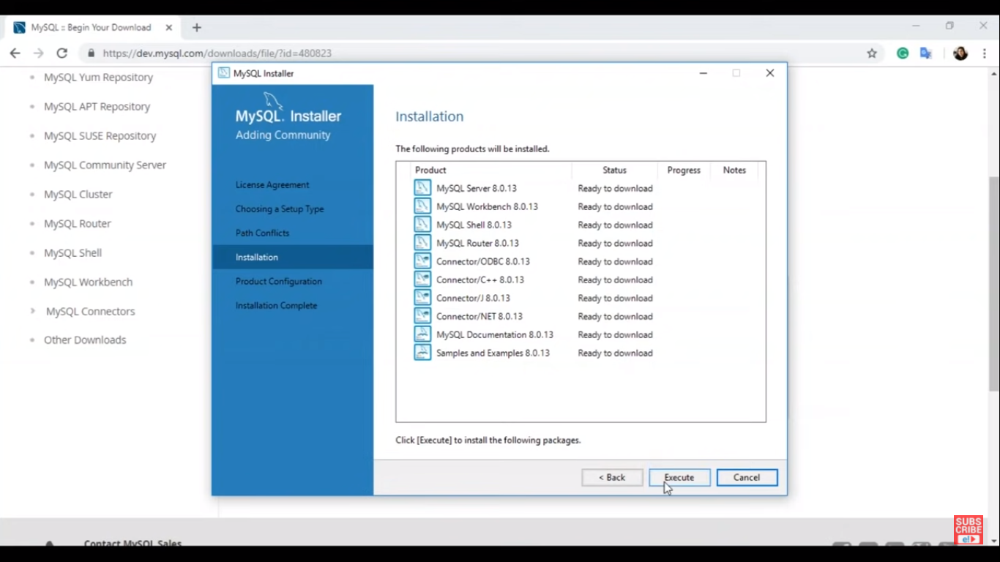 MySQL :: Begin Your Download
https://dev.mysql.com/downloads/file/?id=480823
MySQL Yum Repository
MySQL APT Repository
MySQL SUSE Repository
MySQL Community Server
MySQL Cluster
MySQL Router
MySQL Shell
MySQL Workbench
MySQL Connectors
Other Downloads
Contact MySQL Sales
MySQL Installer
MySQL. Installer
Adding Community
License Agreement
Choosing a Setup Type
Path Conflicts
Installation
Product Configuration
Installation Complete
Installation
The following products will be installed.
Product Status Progress Notes
MySQL Server 8.0.13 Ready to download
MySQL Workbench 8.0.13 Ready to download
MySQL Shell 8.0.13 Ready to download
MySQL Router 8.0.13 Ready to download
Connector/ODBC 8.0.13 Ready to download
Connector/C++ 8.0.13 Ready to download
Connector/J 8.0.13 Ready to download
Connector/NET 8.0.13 Ready to download
MySQL Documentation 8.0.13 Ready to download
Samples and Examples 8.0.13 Ready to download
Click [Execute] to install the following packages.
< Back Execute Cancel
SUBS
CRIBE
e!